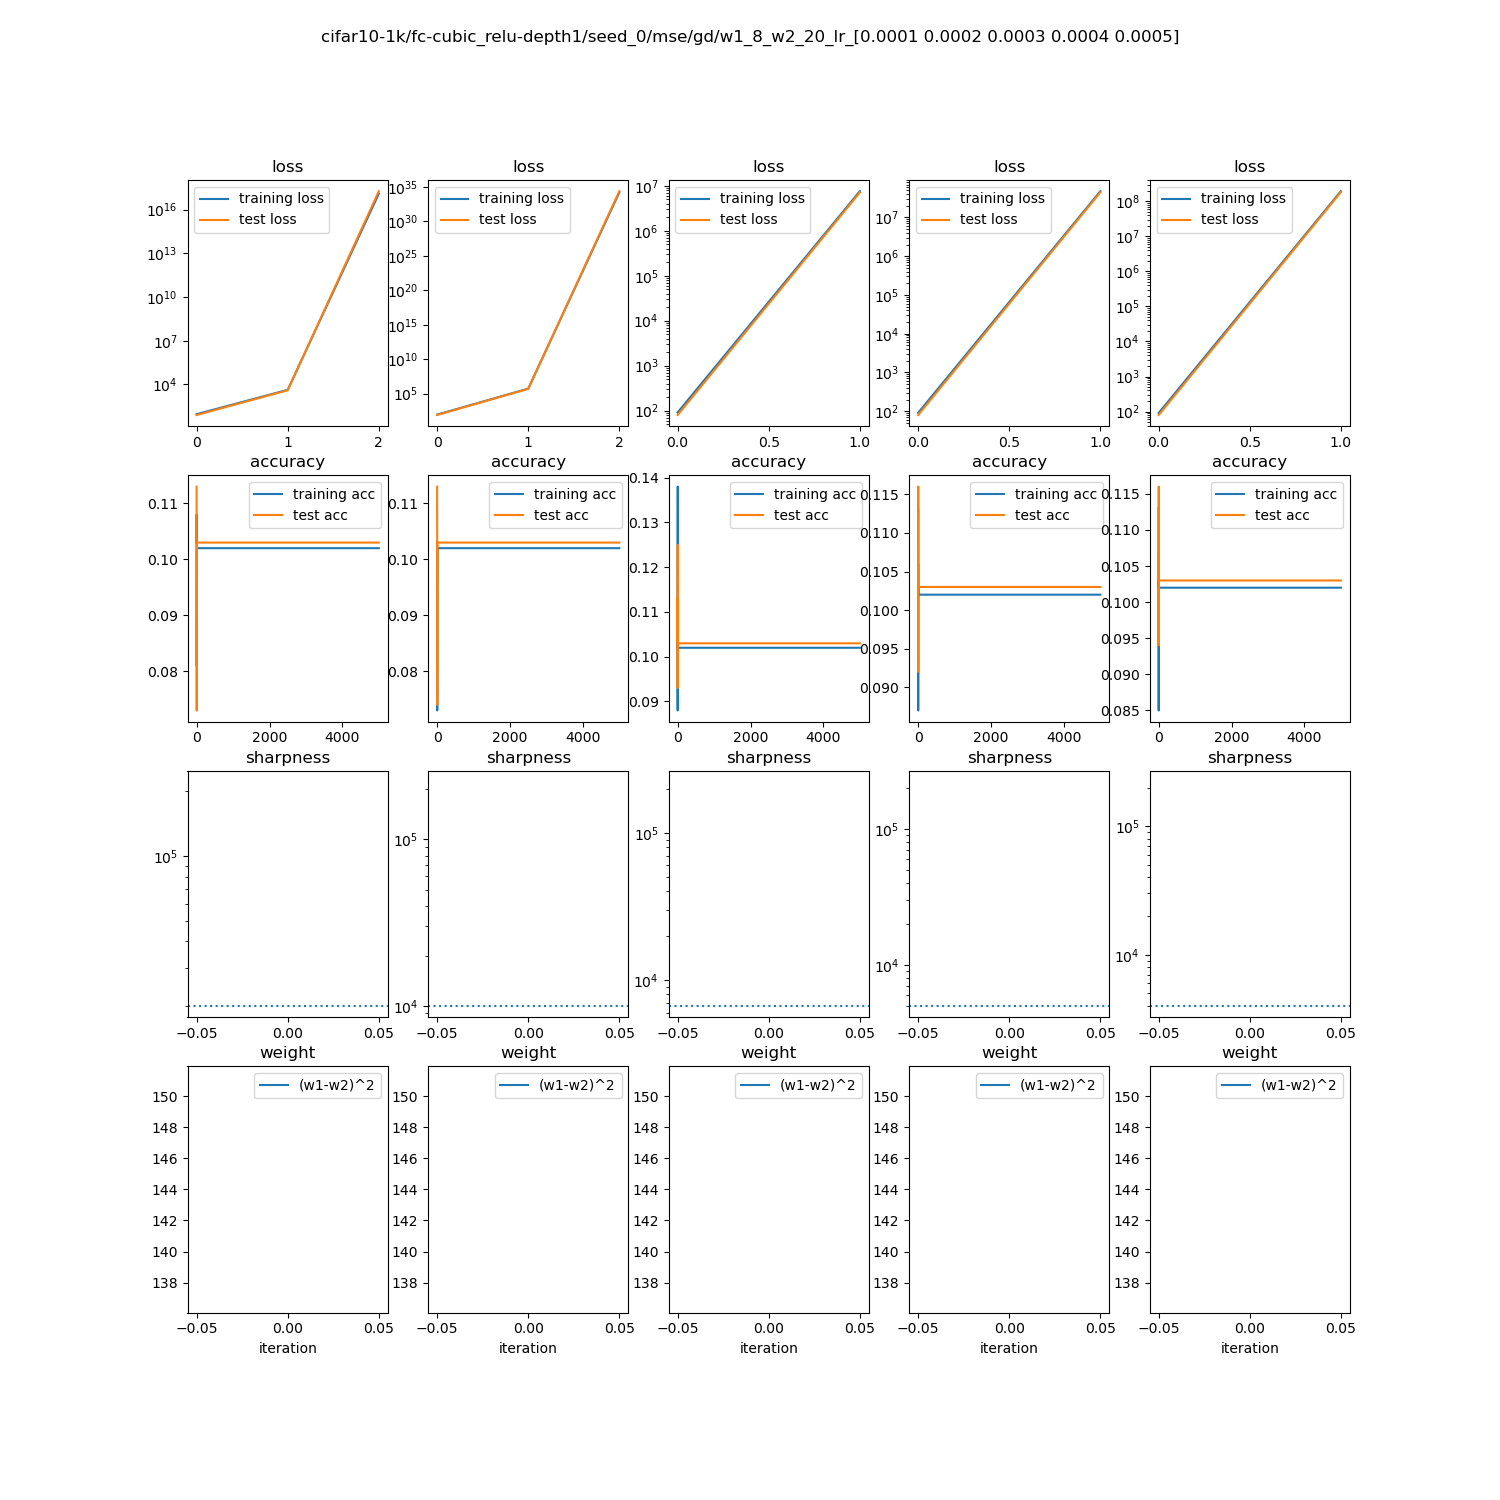 cifar10-1k/fc-cubic_relu-depth1/seed_0/mse/gd/w1_8_w2_20_lr_[0.0001 0.0002 0.0003 0.0004 0.0005]
loss loss loss loss loss
training loss training loss training loss training loss training loss
test loss test loss test loss test loss test loss
10^16 10^13 10^10 10^7 10^4
10^35 10^30 10^25 10^20 10^15 10^10 10^5
10^7 10^6 10^5 10^4 10^3 10^2
10^7 10^6 10^5 10^4 10^3 10^2
10^8 10^7 10^6 10^5 10^4 10^3 10^2
0 1 2 0 1 2 0.0 0.5 1.0 0.0 0.5 1.0 0.0 0.5 1.0
accuracy accuracy accuracy accuracy accuracy
training acc training acc training acc training acc training acc
test acc test acc test acc test acc test acc
0.11 0.10 0.09 0.08
0.11 0.10 0.09 0.08
0.14 0.13 0.12 0.11 0.10 0.09
0.115 0.110 0.105 0.100 0.095 0.090
0.115 0.110 0.105 0.100 0.095 0.090 0.085
0 2000 4000 0 2000 4000 0 2000 4000 0 2000 4000 0 2000 4000
sharpness sharpness sharpness sharpness sharpness
10^5
10^5 10^4
10^5 10^4
10^5 10^4
10^5 10^4
−0.05 0.00 0.05 −0.05 0.00 0.05 −0.05 0.00 0.05 −0.05 0.00 0.05 −0.05 0.00 0.05
weight weight weight weight weight
(w1-w2)^2 (w1-w2)^2 (w1-w2)^2 (w1-w2)^2 (w1-w2)^2
150 150 150 150 150
148 148 148 148 148
146 146 146 146 146
144 144 144 144 144
142 142 142 142 142
140 140 140 140 140
138 138 138 138 138
−0.05 0.00 0.05 −0.05 0.00 0.05 −0.05 0.00 0.05 −0.05 0.00 0.05 −0.05 0.00 0.05
iteration iteration iteration iteration iteration